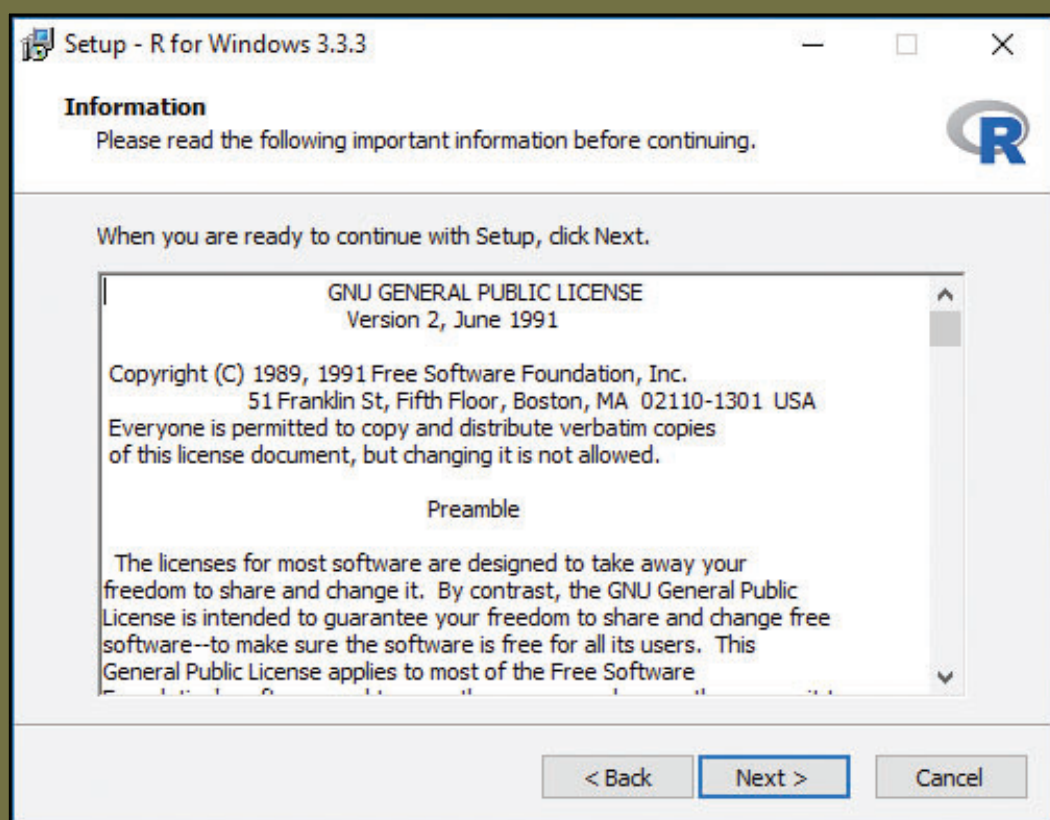 Setup - R for Windows 3.3.3
Information
Please read the following important information before continuing.
R
When you are ready to continue with Setup, click Next.
GNU GENERAL PUBLIC LICENSE
Version 2, June 1991
Copyright (C) 1989, 1991 Free Software Foundation, Inc.
51 Franklin St, Fifth Floor, Boston, MA 02110-1301 USA
Everyone is permitted to copy and distribute verbatim copies
of this license document, but changing it is not allowed.
Preamble
The licenses for most software are designed to take away your
freedom to share and change it. By contrast, the GNU General Public
License is intended to guarantee your freedom to share and change free
software--to make sure the software is free for all its users. This
General Public License applies to most of the Free Software
< Back Next > Cancel